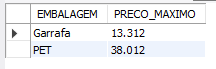 EMBALAGEM PRECO_MAXIMO
Garrafa 13.312
PET 38.012